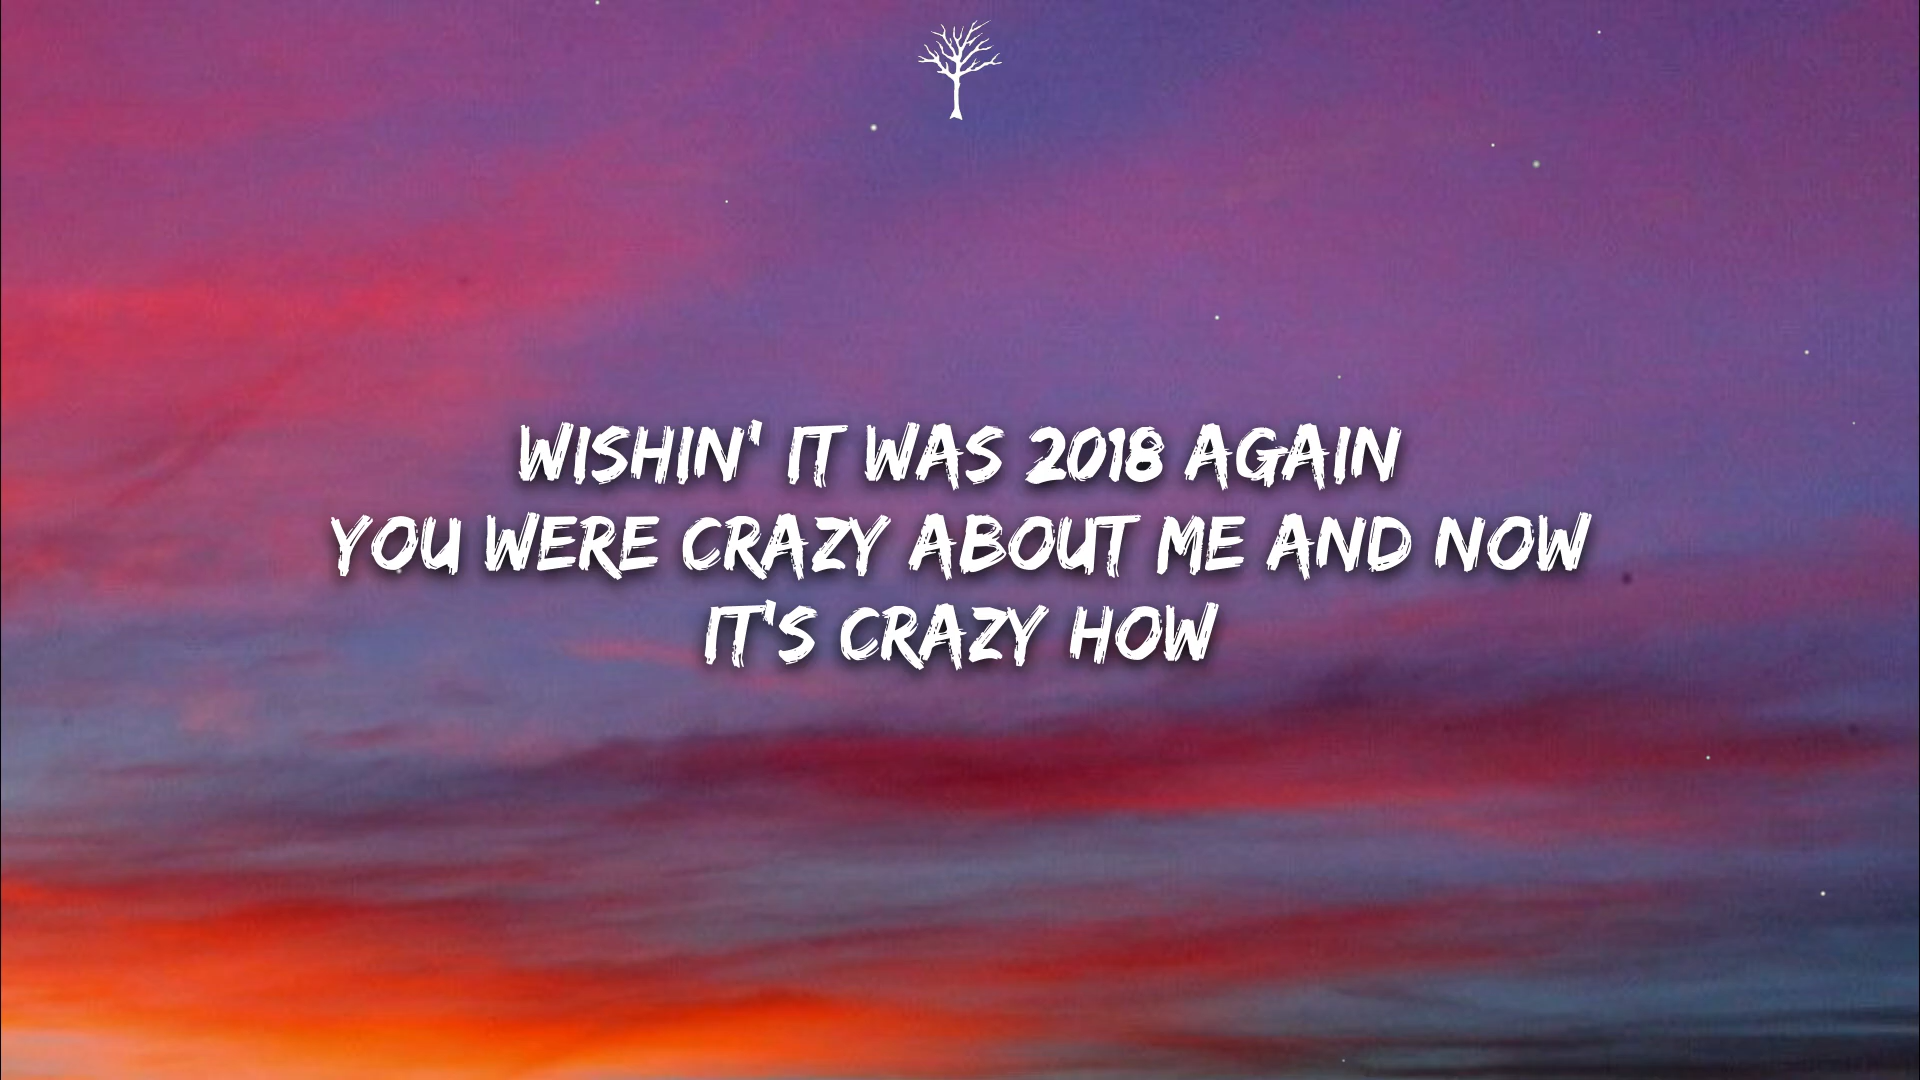 WISHIN' IT WAS 2018 AGAIN
YOU WERE CRAZY ABOUT ME AND NOW
IT'S CRAZY HOW